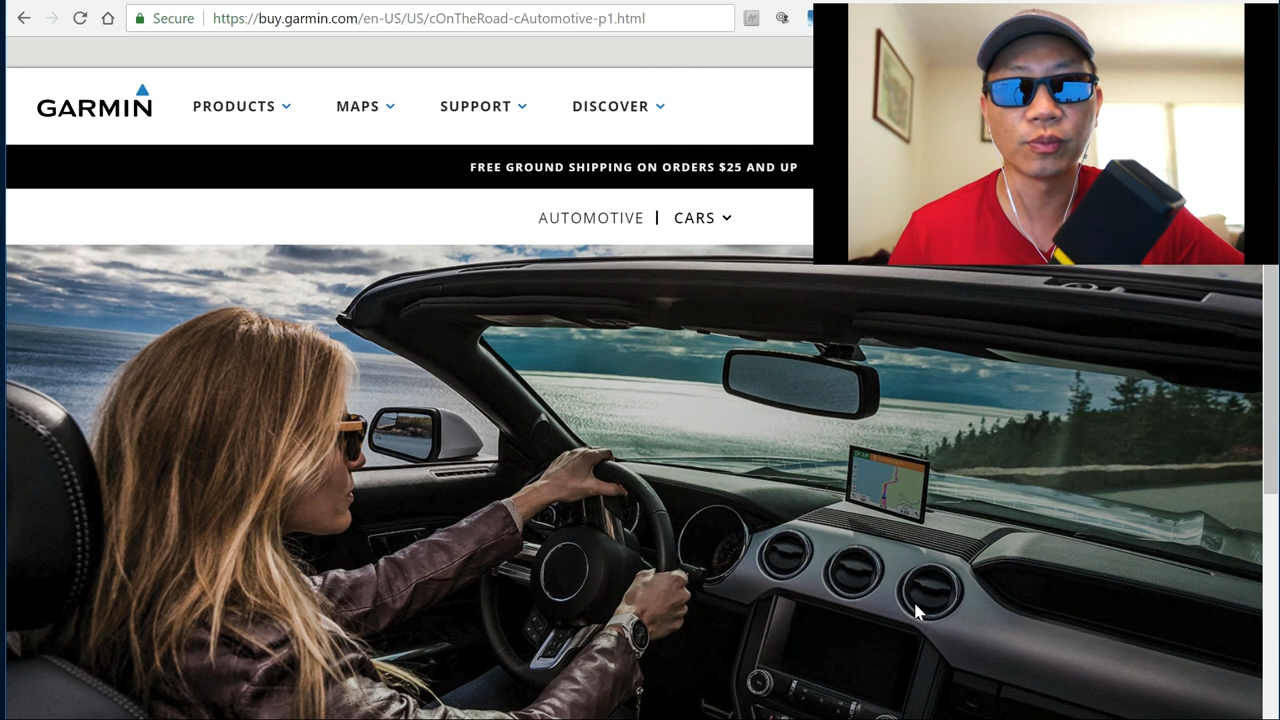 Secure
https://buy.garmin.com/en-US/US/cOnTheRoad-cAutomotive-p1.html
GARMIN
PRODUCTS MAPS SUPPORT DISCOVER
FREE GROUND SHIPPING ON ORDERS $25 AND UP
AUTOMOTIVE | CARS